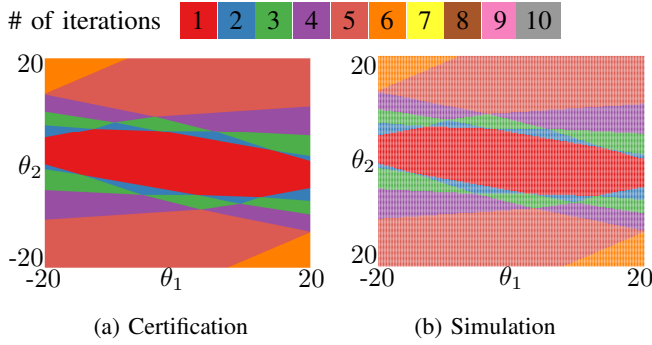 # of iterations 1 2 3 4 5 6 7 8 9 10
20 20
θ2 θ2
-20 20
-20 θ1 20 -20 θ1 20
(a) Certification (b) Simulation